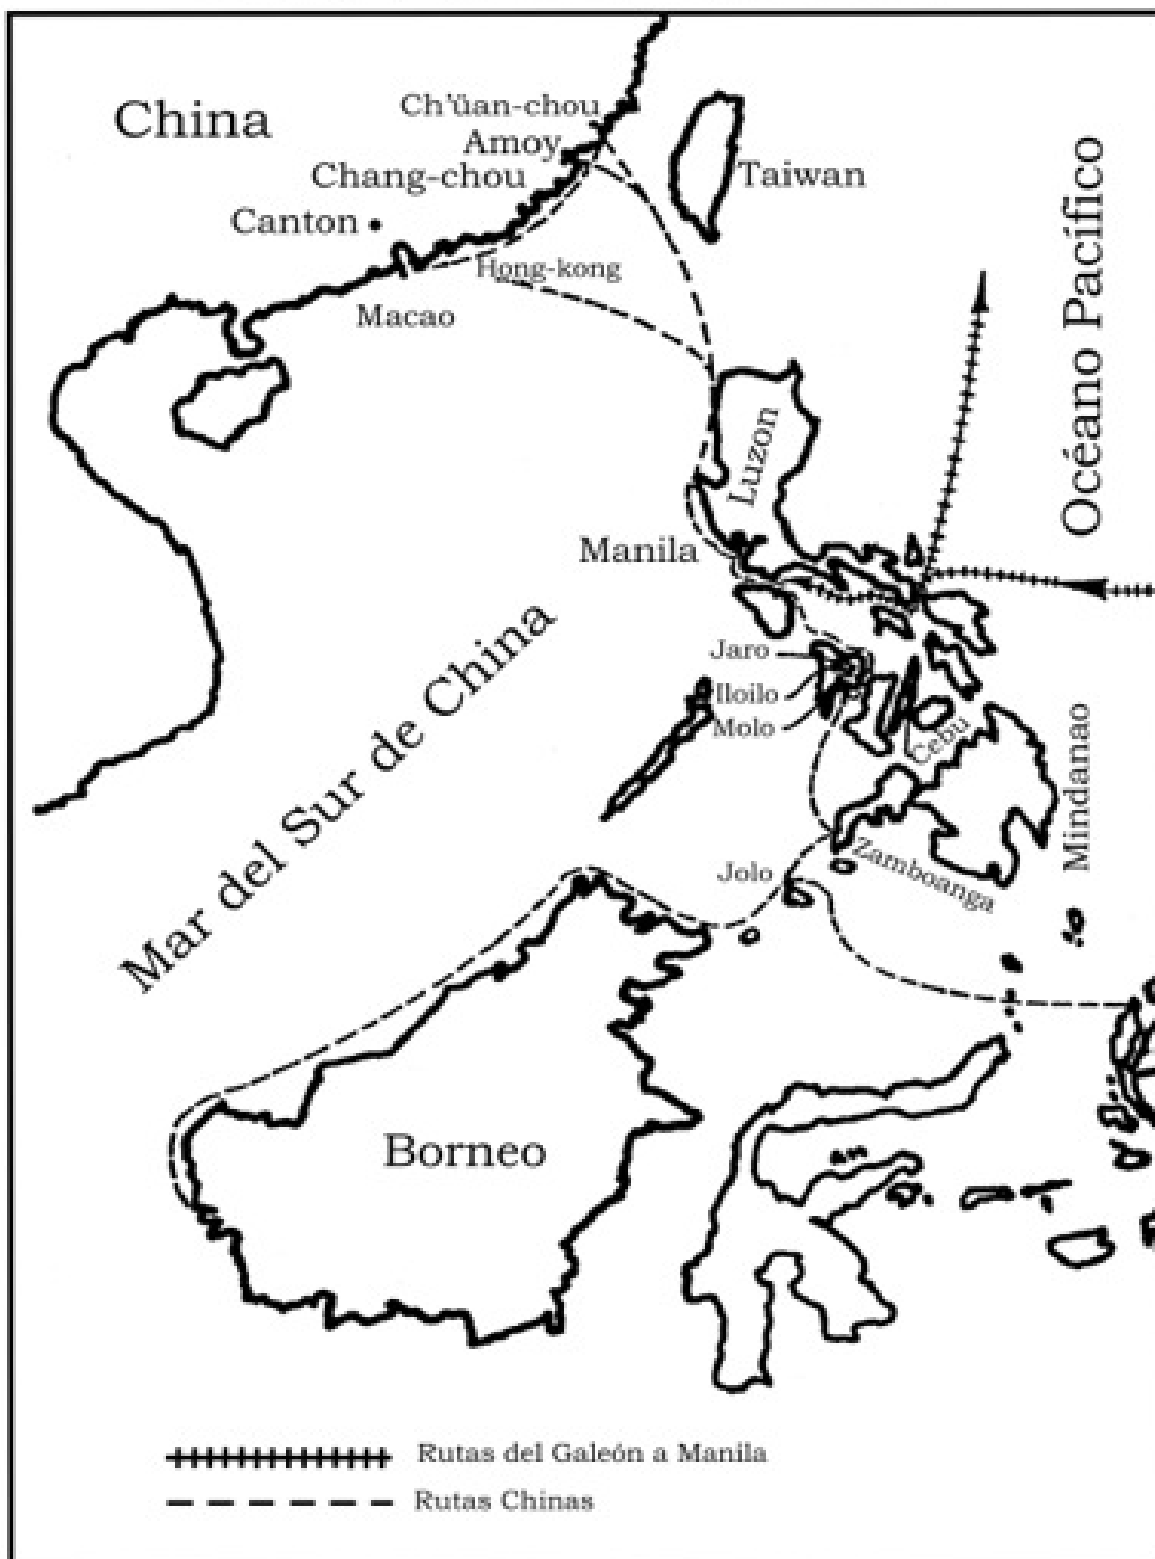 China
Ch'üan-chou
Amoy
Chang-chou
Taiwan
Canton
Hong-kong
Macao
Océano Pacífico
Luzon
Manila
Mar del Sur de China
Jaro
Iloilo
Molo
Cebu
Mindanao
Zamboanga
Jolo
Borneo
Rutas del Galeón a Manila
Rutas Chinas